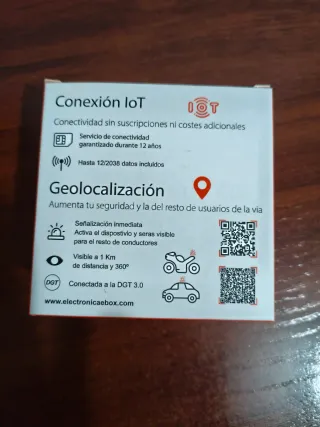 Conexión IoT
IOT
Conectividad sin suscripciones ni costes adicionales
Servicio de conectividad
garantizado durante 12 años
Hasta 12/2038 datos incluidos
Geolocalización
Aumenta tu seguridad y la del resto de usuarios de la vía
Señalización inmediata
Activa el dispostivo y seras visible
para el resto de conductores
Visible a 1 Km
de distancia y 360º
DGT
Conectada a la DGT 3.0
www.electronicaebox.com